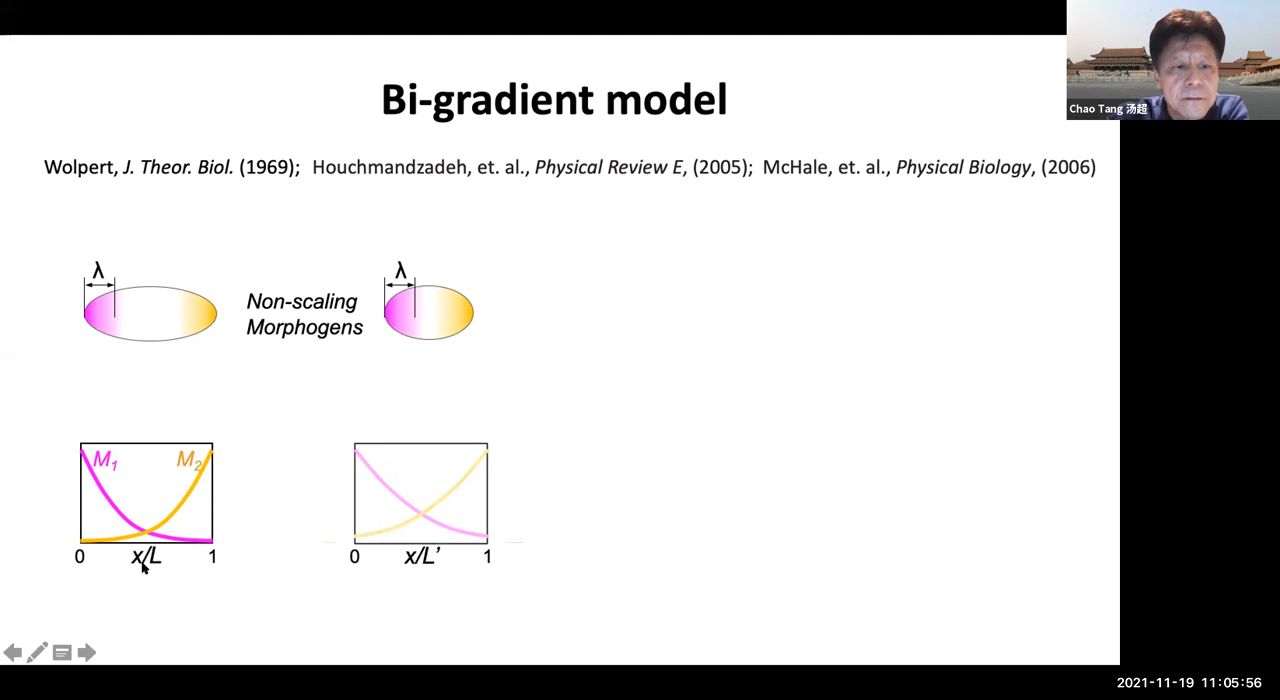 Bi-gradient model
Chao Tang 汤超
Wolpert, J. Theor. Biol. (1969); Houchmandzadeh, et. al., Physical Review E, (2005); McHale, et. al., Physical Biology, (2006)
λ
λ
Non-scaling
Morphogens
M1
M2
0
x/L
1
0
x/L’
1
2021-11-19 11:05:56